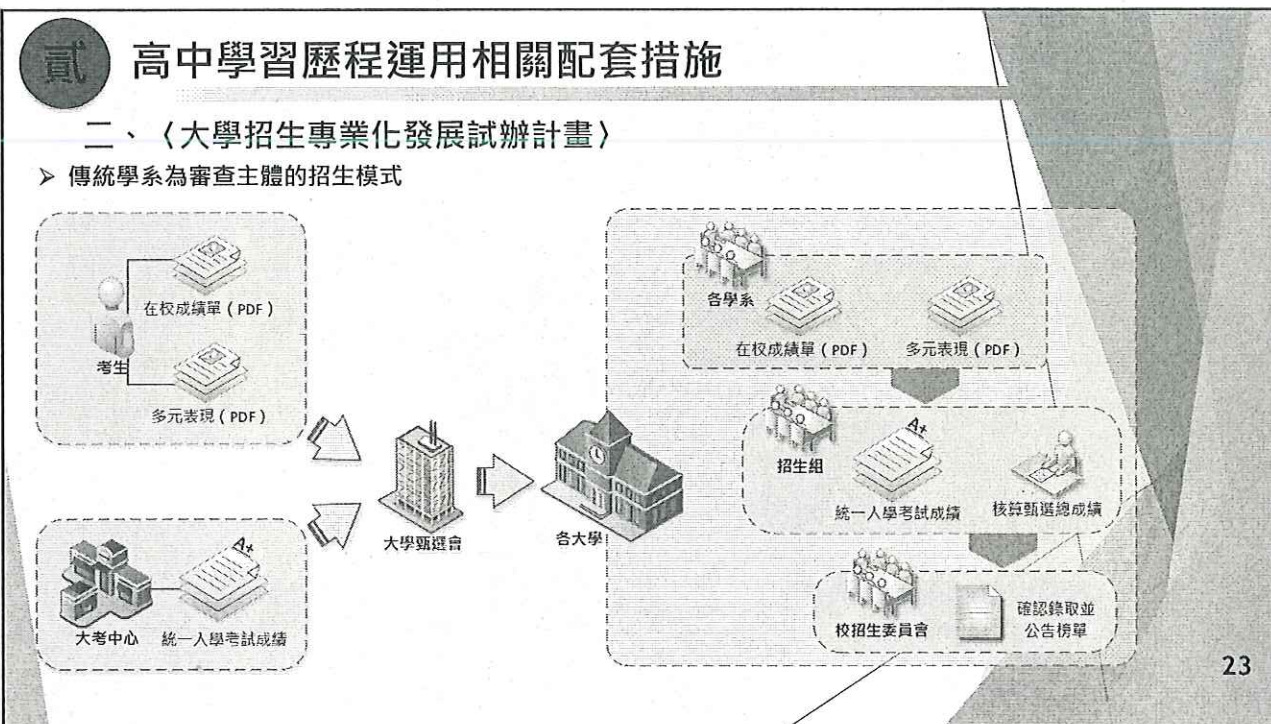 貳
高中學習歷程運用相關配套措施
二、〈大學招生專業化發展試辦計畫〉
➢ 傳統學系為審查主體的招生模式
考生
在校成績單（PDF）
多元表現（PDF）
大考中心
A+
統一入學考試成績
大學甄選會
各大學
各學系
在校成績單（PDF）
多元表現（PDF）
招生組
A+
統一入學考試成績
核算甄選總成績
校招生委員會
確認錄取並
公告榜單
23